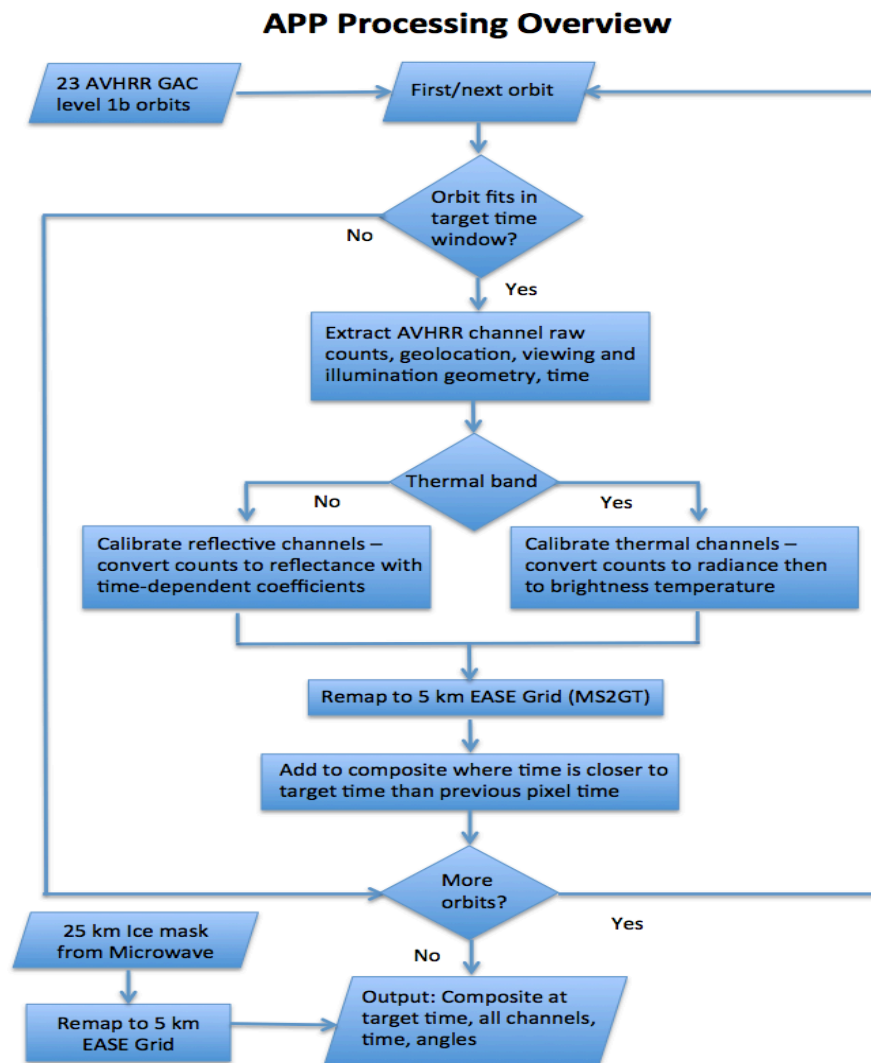 APP Processing Overview
23 AVHRR GAC
level 1b orbits
First/next orbit
Orbit fits in
target time
window?
No
Yes
Extract AVHRR channel raw
counts, geolocation, viewing and
illumination geometry, time
Thermal band
No
Yes
Calibrate reflective channels –
convert counts to reflectance with
time-dependent coefficients
Calibrate thermal channels –
convert counts to radiance then
to brightness temperature
Remap to 5 km EASE Grid (MS2GT)
Add to composite where time is closer to
target time than previous pixel time
More
orbits?
Yes
No
25 km Ice mask
from Microwave
Remap to 5 km
EASE Grid
Output: Composite at
target time, all channels,
time, angles